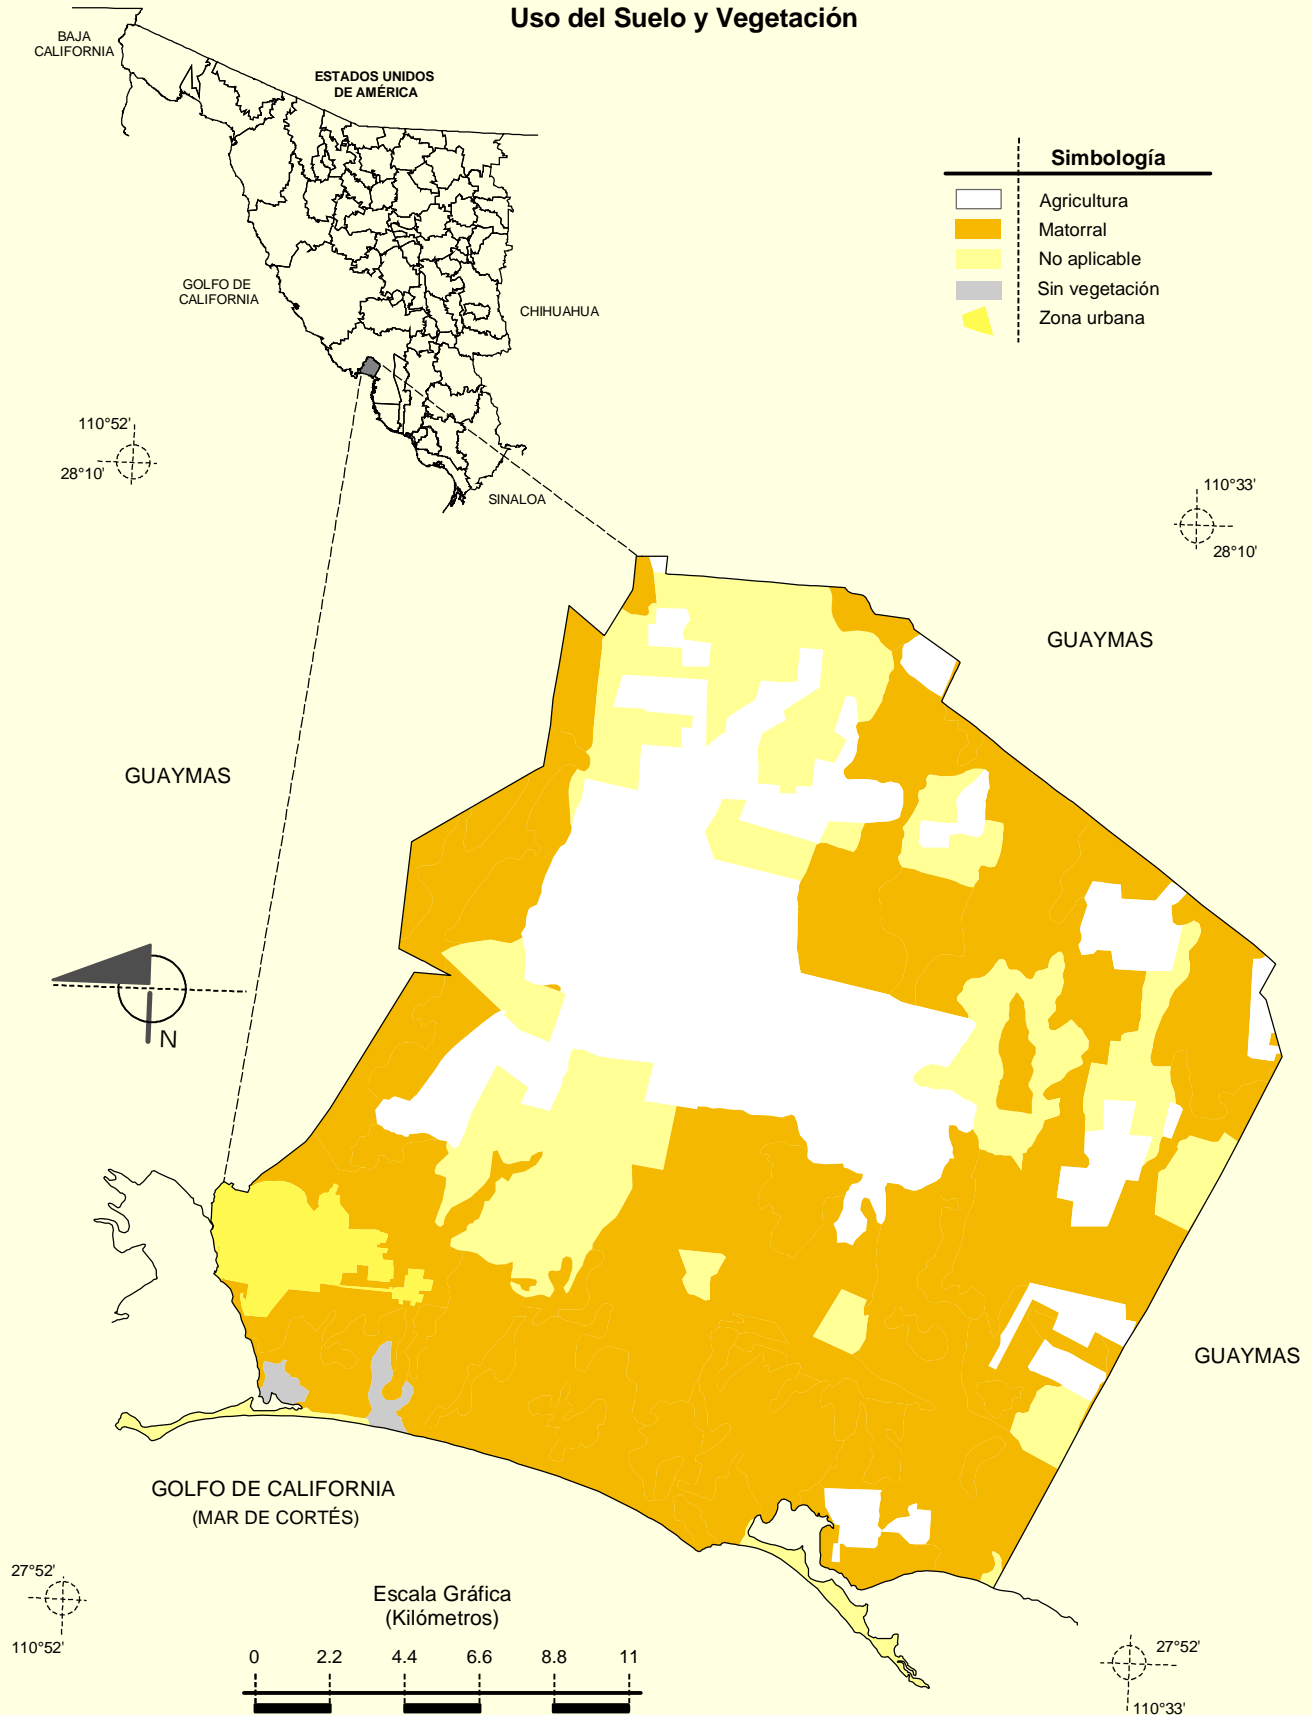 Uso del Suelo y Vegetación
BAJA
CALIFORNIA
ESTADOS UNIDOS
DE AMÉRICA
GOLFO DE
CALIFORNIA
CHIHUAHUA
SINALOA
Simbología
Agricultura
Matorral
No aplicable
Sin vegetación
Zona urbana
110°52'
28°10'
110°33'
28°10'
GUAYMAS
GUAYMAS
N
GUAYMAS
GOLFO DE CALIFORNIA
(MAR DE CORTÉS)
27°52'
110°52'
Escala Gráfica
(Kilómetros)
0 2.2 4.4 6.6 8.8 11
27°52'
110°33'